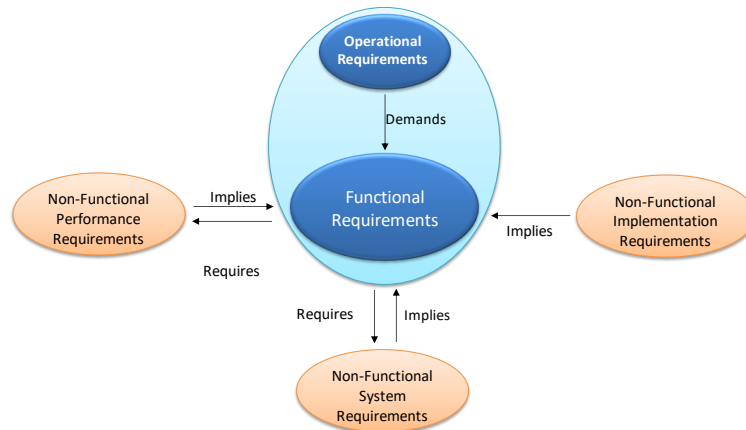 Operational
Requirements
Demands
Functional
Requirements
Non-Functional
Performance
Requirements
Implies
Requires
Non-Functional
Implementation
Requirements
Implies
Requires
Implies
Non-Functional
System
Requirements